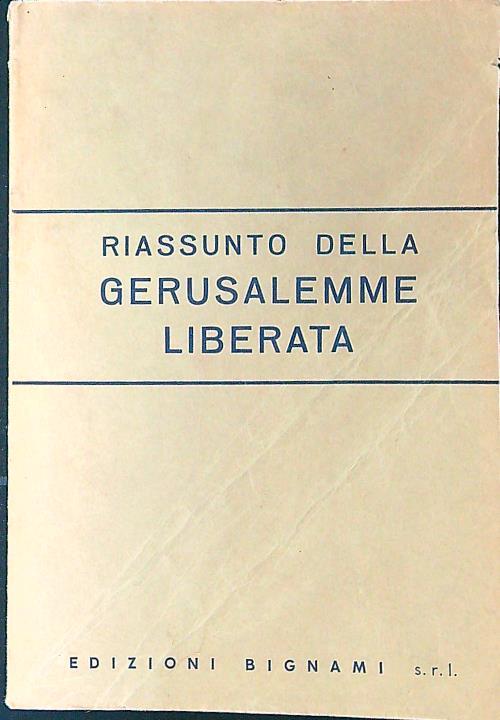 RIASSUNTO DELLA
GERUSALEMME
LIBERATA
EDIZIONI BIGNAMI s.r.l.